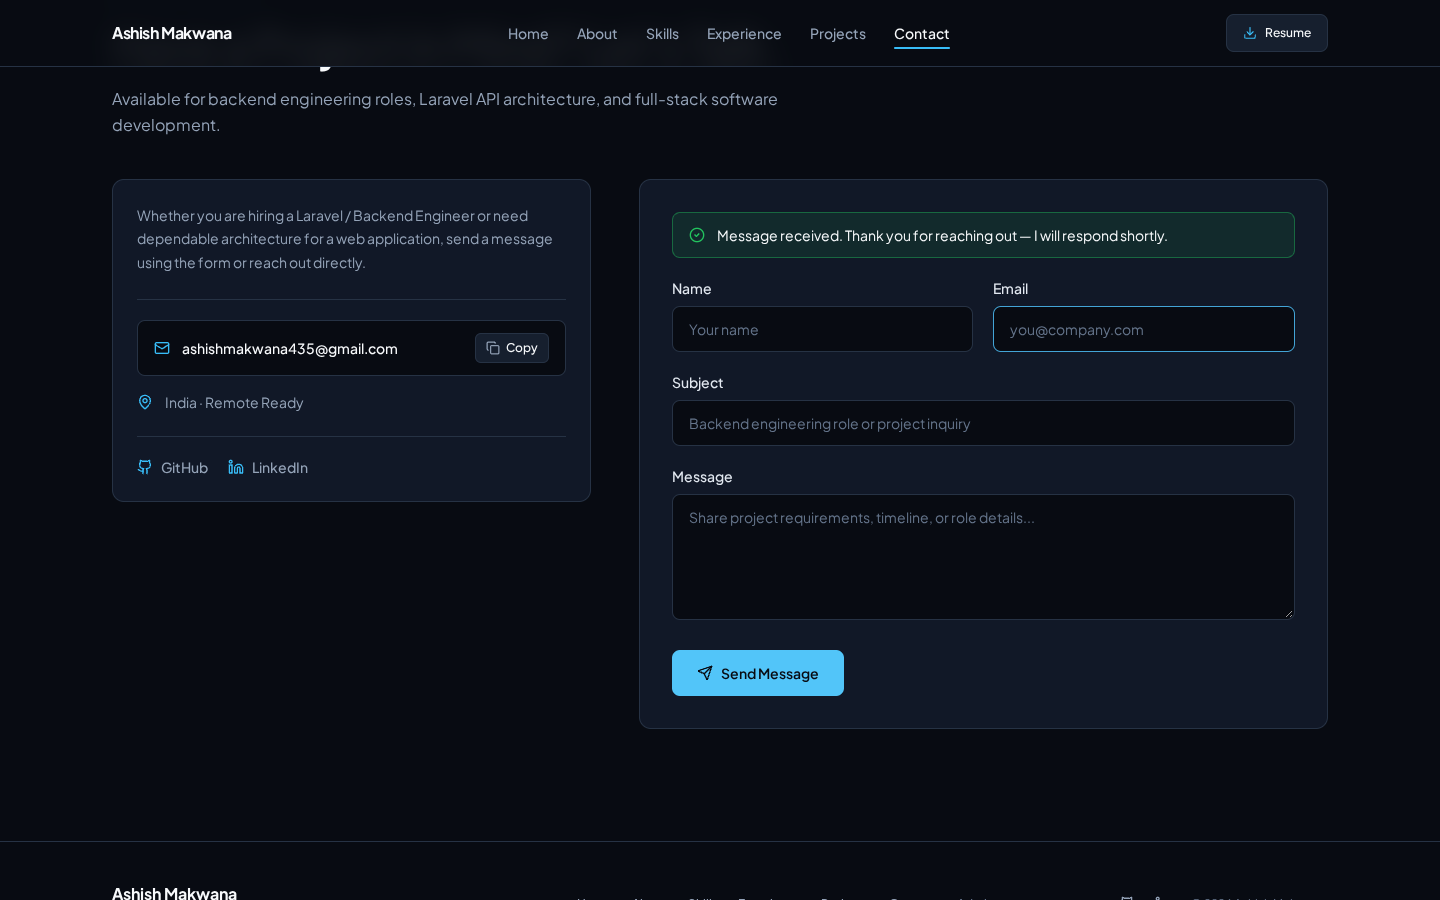 Ashish Makwana
Home
About
Skills
Experience
Projects
Contact
Resume
Available for backend engineering roles, Laravel API architecture, and full-stack software
development.
Whether you are hiring a Laravel / Backend Engineer or need
dependable architecture for a web application, send a message
using the form or reach out directly.
ashishmakwana435@gmail.com
Copy
India · Remote Ready
GitHub
LinkedIn
Message received. Thank you for reaching out — I will respond shortly.
Name
Email
Your name
you@company.com
Subject
Backend engineering role or project inquiry
Message
Share project requirements, timeline, or role details...
Send Message
Ashish Makwana